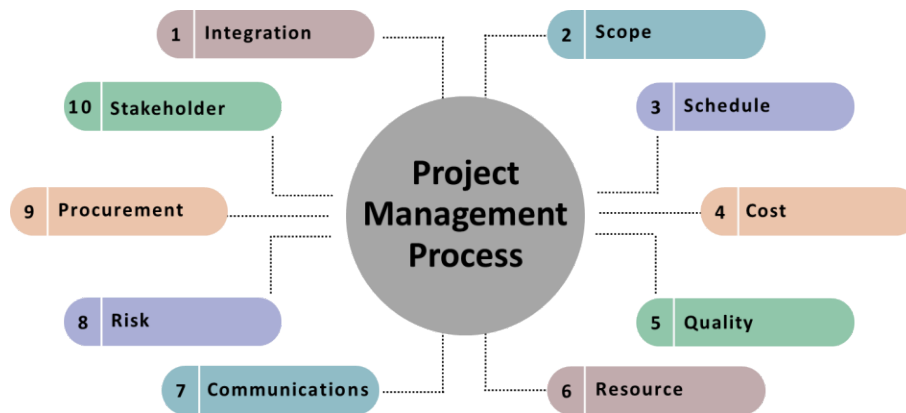 1 Integration
2 Scope
3 Schedule
4 Cost
5 Quality
6 Resource
7 Communications
8 Risk
9 Procurement
10 Stakeholder
Project
Management
Process